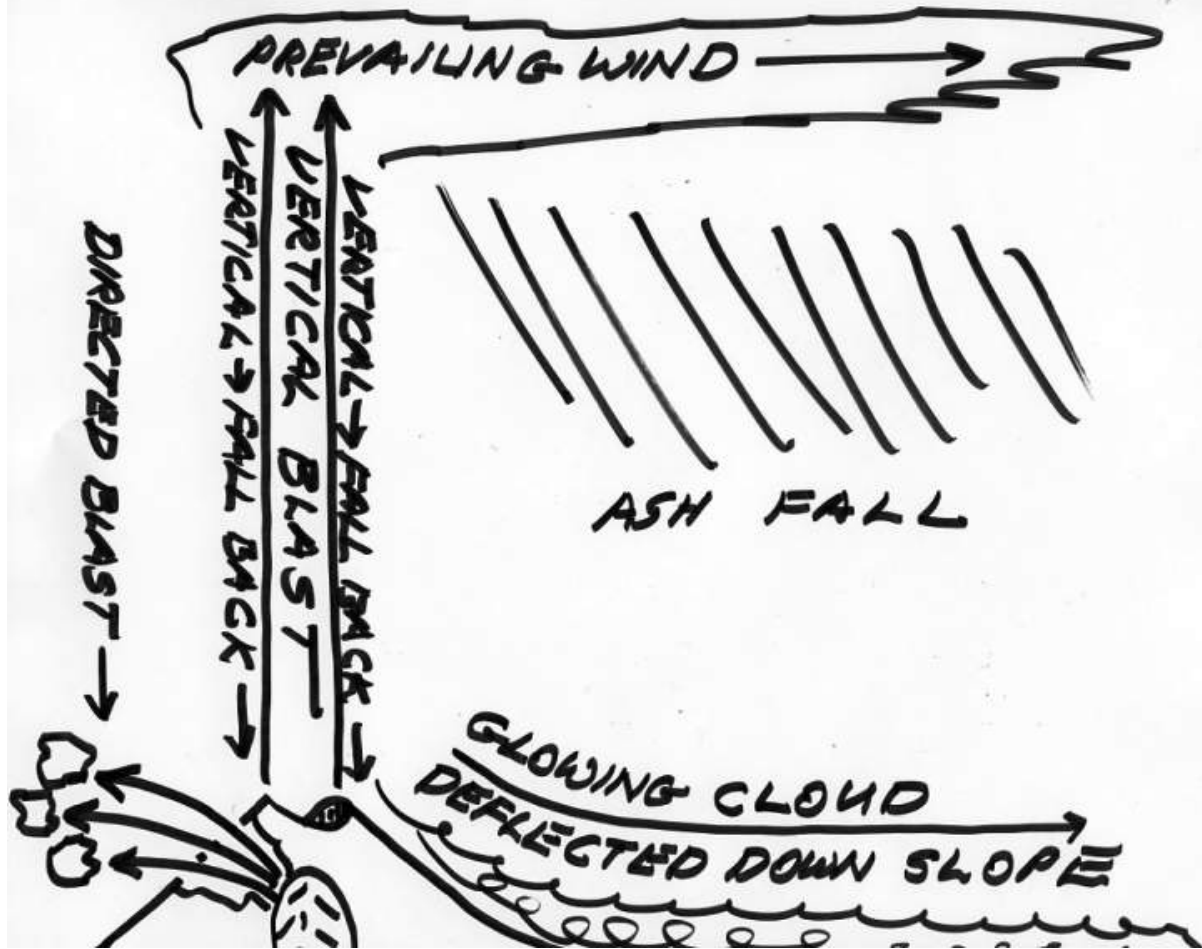 PREVAILING WIND →
DIRECTED BLAST →
VERTICAL → FALL BACK →
VERTICAL BLAST
VERTICAL → FALL BACK →
ASH FALL
GLOWING CLOUD
DEFLECTED DOWN SLOPE